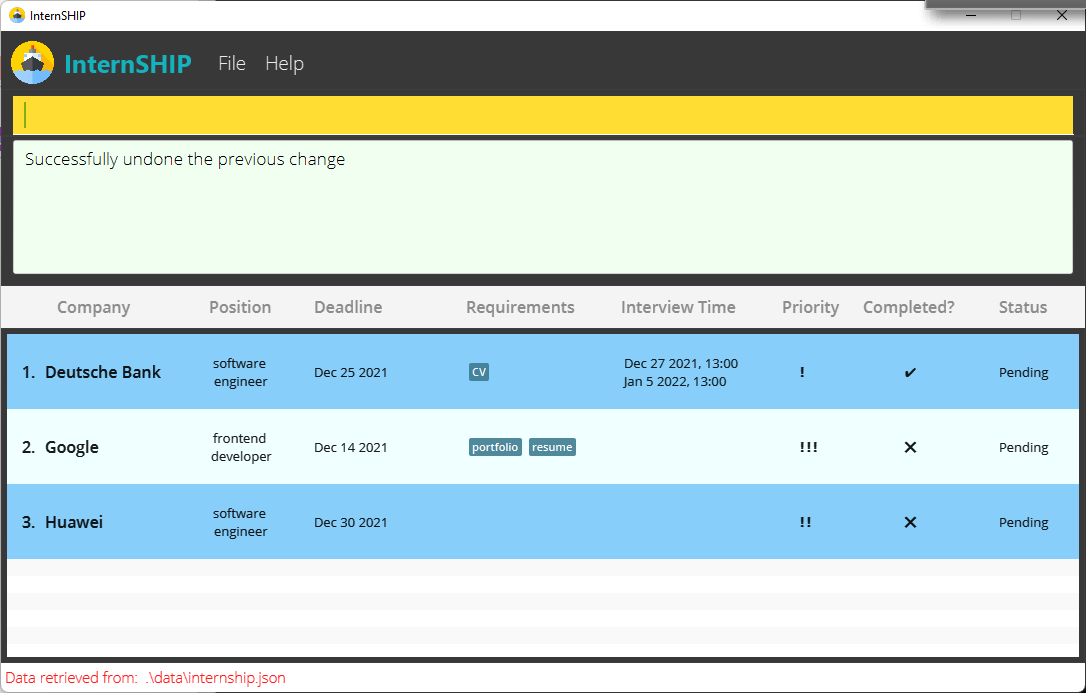 InternSHIP
InternSHIP File Help
Successfully undone the previous change
Company Position Deadline Requirements Interview Time Priority Completed? Status
1. Deutsche Bank software engineer Dec 25 2021 CV Dec 27 2021, 13:00 Jan 5 2022, 13:00 ! ✔ Pending
2. Google frontend developer Dec 14 2021 portfolio resume !!! ✕ Pending
3. Huawei software engineer Dec 30 2021 !! ✕ Pending
Data retrieved from: .\data\internship.json